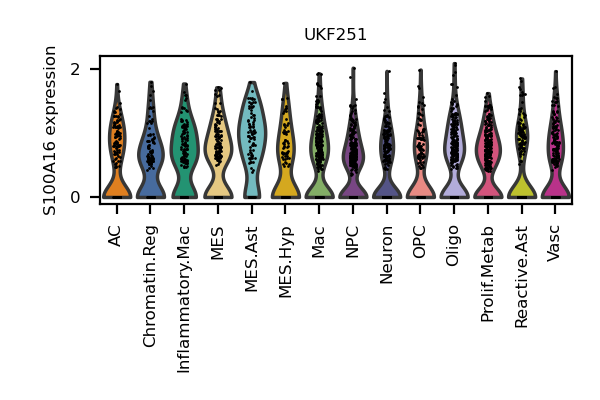 UKF251
S100A16 expression
2
0
AC
Chromatin.Reg
Inflammatory.Mac
MES
MES.Ast
MES.Hyp
Mac
NPC
Neuron
OPC
Oligo
Prolif.Metab
Reactive.Ast
Vasc